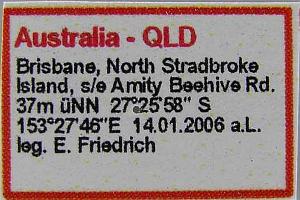 Australia - QLD
Brisbane, North Stradbroke
Island, s/e Amity Beehive Rd.
37m üNN 27°25'58" S
153°27'46"E 14.01.2006 a.L.
leg. E. Friedrich